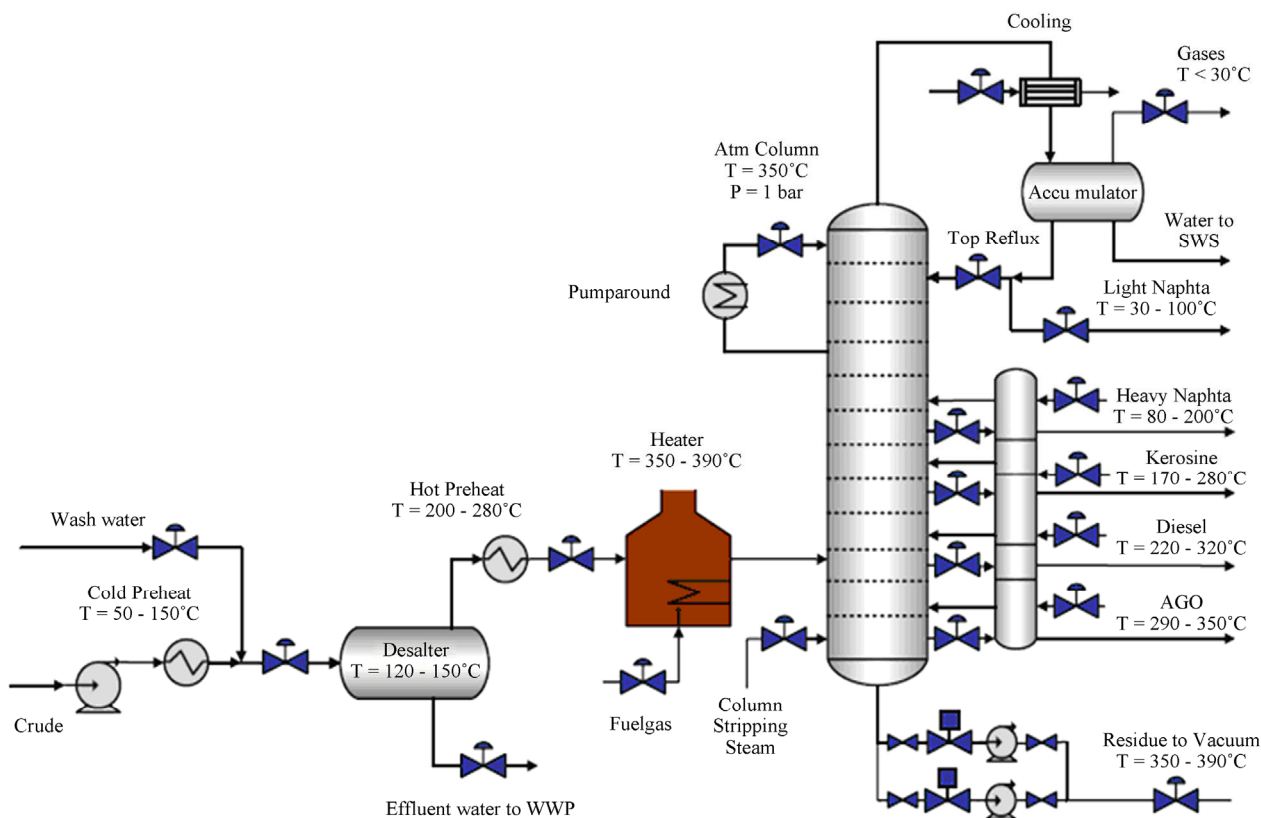 Cooling
Gases
T < 30˚C
Atm Column
T = 350˚C
P = 1 bar
Accu mulator
Water to
SWS
Top Reflux
Pumparound
Light Naphta
T = 30 - 100˚C
Heavy Naphta
T = 80 - 200˚C
Heater
T = 350 - 390˚C
Kerosine
T = 170 - 280˚C
Hot Preheat
T = 200 - 280˚C
Wash water
Diesel
T = 220 - 320˚C
Cold Preheat
T = 50 - 150˚C
AGO
T = 290 - 350˚C
Desalter
T = 120 - 150˚C
Crude
Fuelgas
Column
Stripping
Steam
Residue to Vacuum
T = 350 - 390˚C
Effluent water to WWP